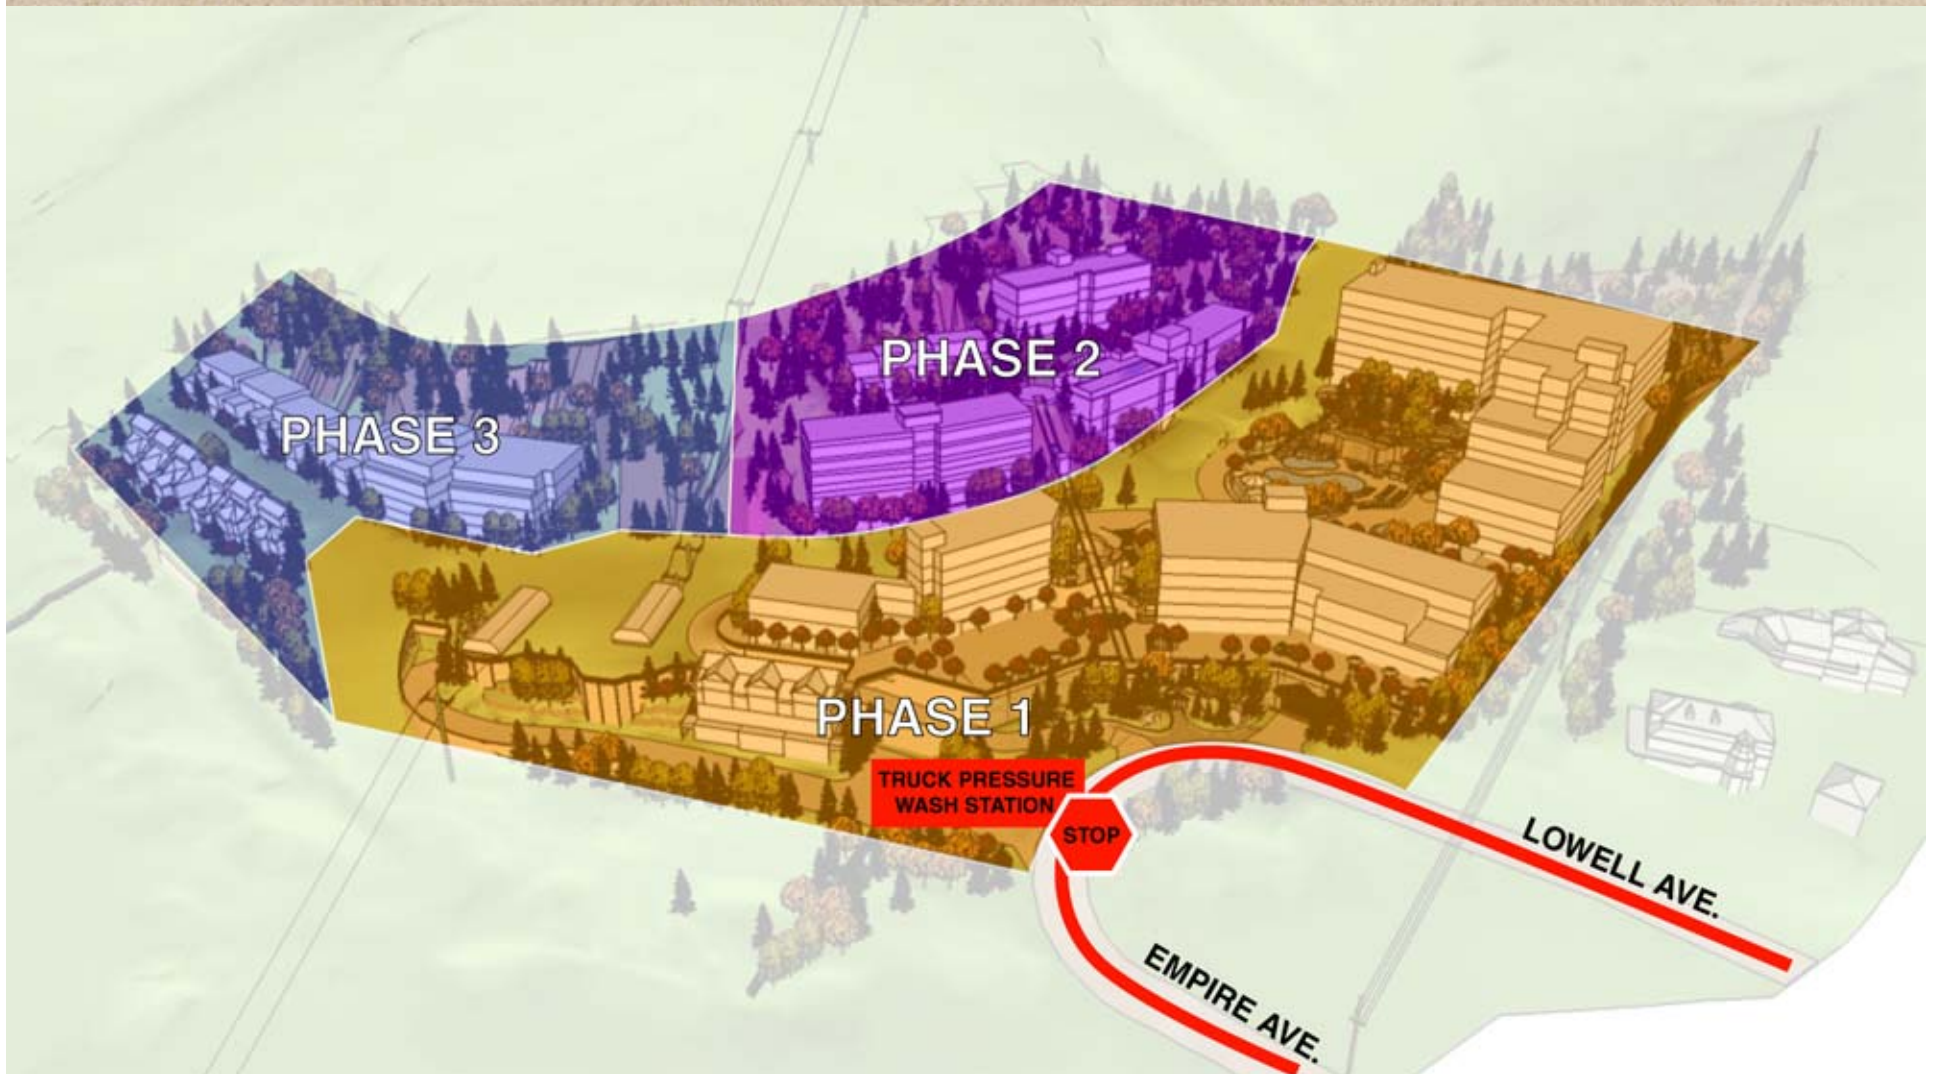 PHASE 2
PHASE 3
PHASE 1
TRUCK PRESSURE
WASH STATION
STOP
LOWELL AVE.
EMPIRE AVE.